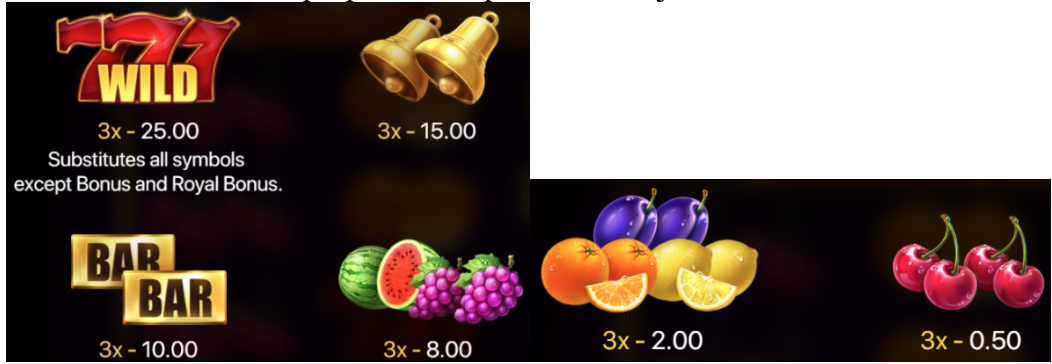 777
WILD
3x - 25.00
3x - 15.00
Substitutes all symbols
except Bonus and Royal Bonus.
BAR
BAR
3x - 10.00
3x - 8.00
3x - 2.00
3x - 0.50